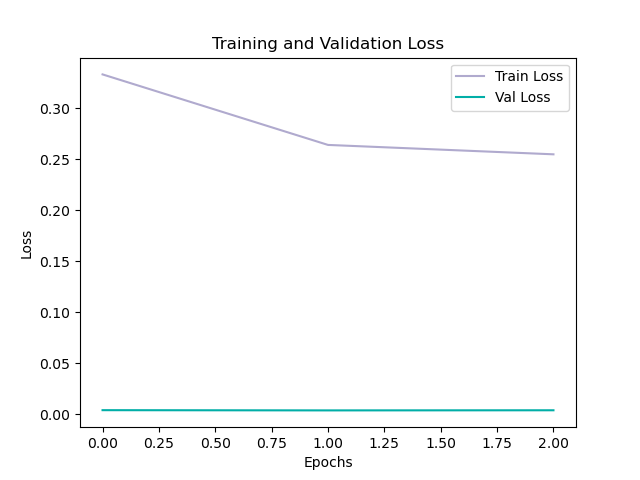 Training and Validation Loss
Train Loss
Val Loss
0.30
0.25
0.20
0.15
0.10
0.05
0.00
Loss
0.00 0.25 0.50 0.75 1.00 1.25 1.50 1.75 2.00
Epochs